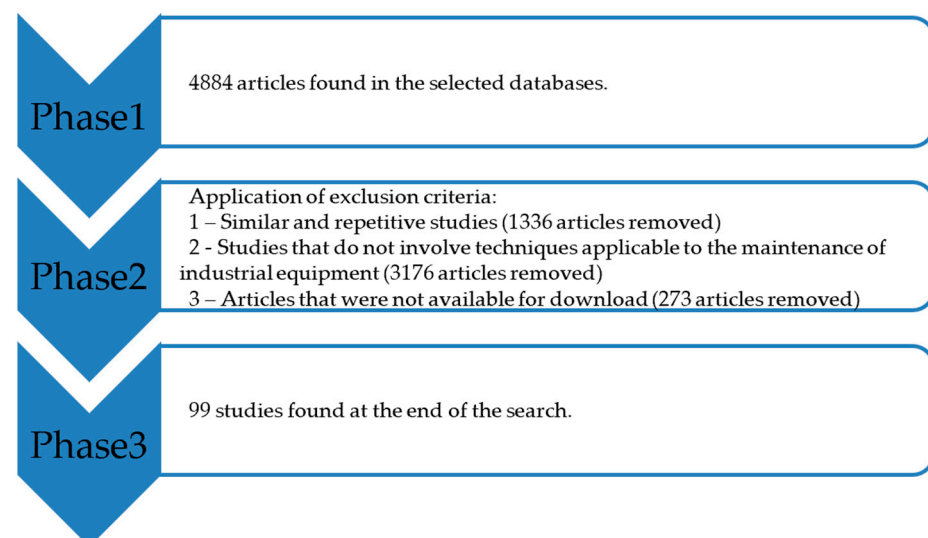 Phase1
4884 articles found in the selected databases.
Phase2
Application of exclusion criteria:
1 – Similar and repetitive studies (1336 articles removed)
2 - Studies that do not involve techniques applicable to the maintenance of
industrial equipment (3176 articles removed)
3 – Articles that were not available for download (273 articles removed)
Phase3
99 studies found at the end of the search.